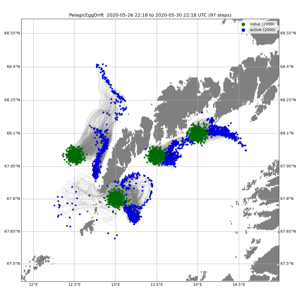 PelagicEggDrift 2020-05-26 22:18 to 2020-05-30 22:18 UTC (97 steps)
initial (2000)
active (2000)
68.55°N
68.55°N
68.4°N
68.4°N
68.25°N
68.25°N
68.1°N
68.1°N
67.95°N
67.95°N
67.8°N
67.8°N
67.65°N
67.65°N
67.5°N
67.5°N
12°E 12.5°E 13°E 13.5°E 14°E 14.5°E